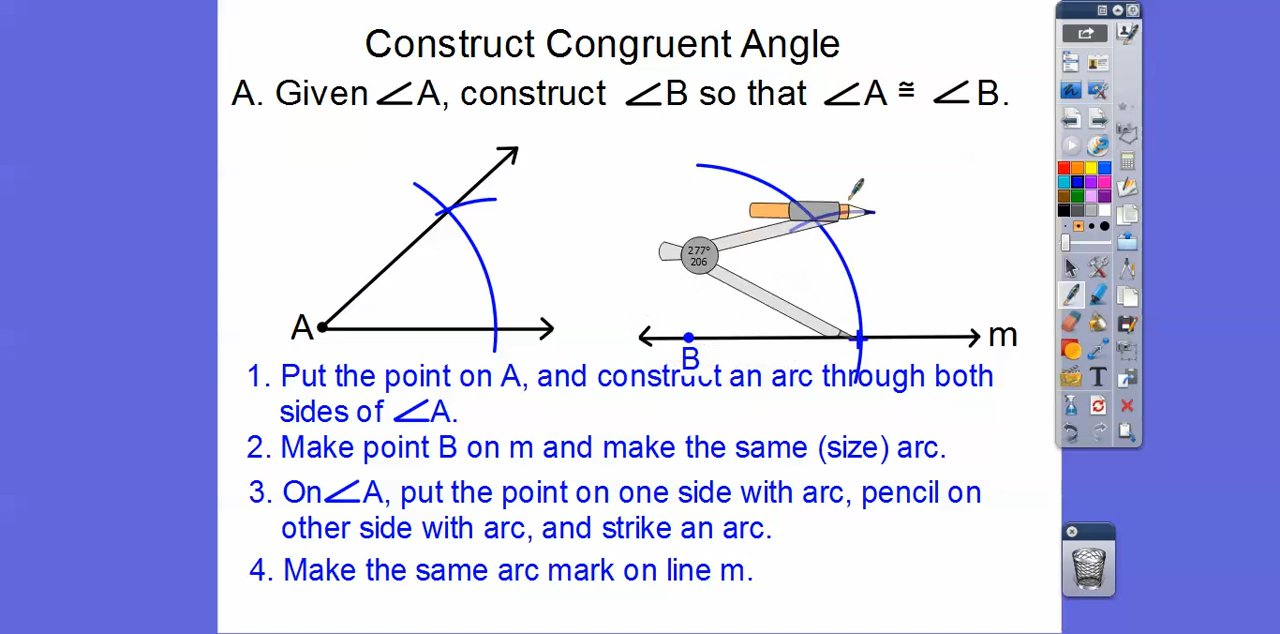 Construct Congruent Angle
A. Given ∠A, construct ∠B so that ∠A ≅ ∠B.
A
277°
206
B
m
1. Put the point on A, and construct an arc through both
sides of ∠A.
2. Make point B on m and make the same (size) arc.
3. On ∠A, put the point on one side with arc, pencil on
other side with arc, and strike an arc.
4. Make the same arc mark on line m.
T